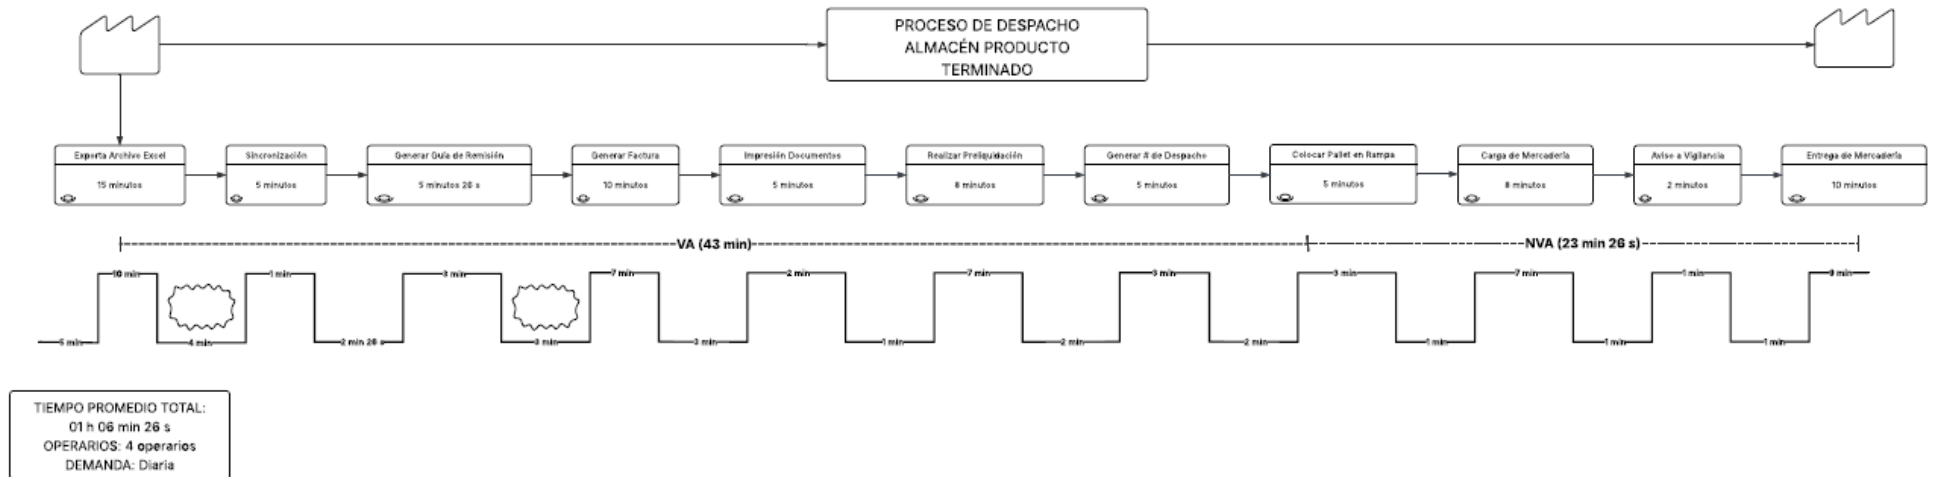 PROCESO DE DESPACHO
ALMACÉN PRODUCTO
TERMINADO
Exporta Archivo Excel
15 minutos
Sincronización
5 minutos
Generar Guía de Remisión
5 minutos 26 s
Generar Factura
10 minutos
Impresión Documentos
5 minutos
Realizar Preliquidación
8 minutos
Generar # de Despacho
5 minutos
Colocar Pallet en Rampa
5 minutos
Carga de Mercadería
8 minutos
Aviso a Vigilancia
2 minutos
Entrega de Mercadería
10 minutos
VA (43 min)
NVA (23 min 26 s)
10 min
1 min
3 min
7 min
2 min
7 min
3 min
3 min
7 min
1 min
9 min
5 min
4 min
2 min 26 s
3 min
3 min
1 min
2 min
2 min
1 min
1 min
1 min
TIEMPO PROMEDIO TOTAL:
01 h 06 min 26 s
OPERARIOS: 4 operarios
DEMANDA: Diaria